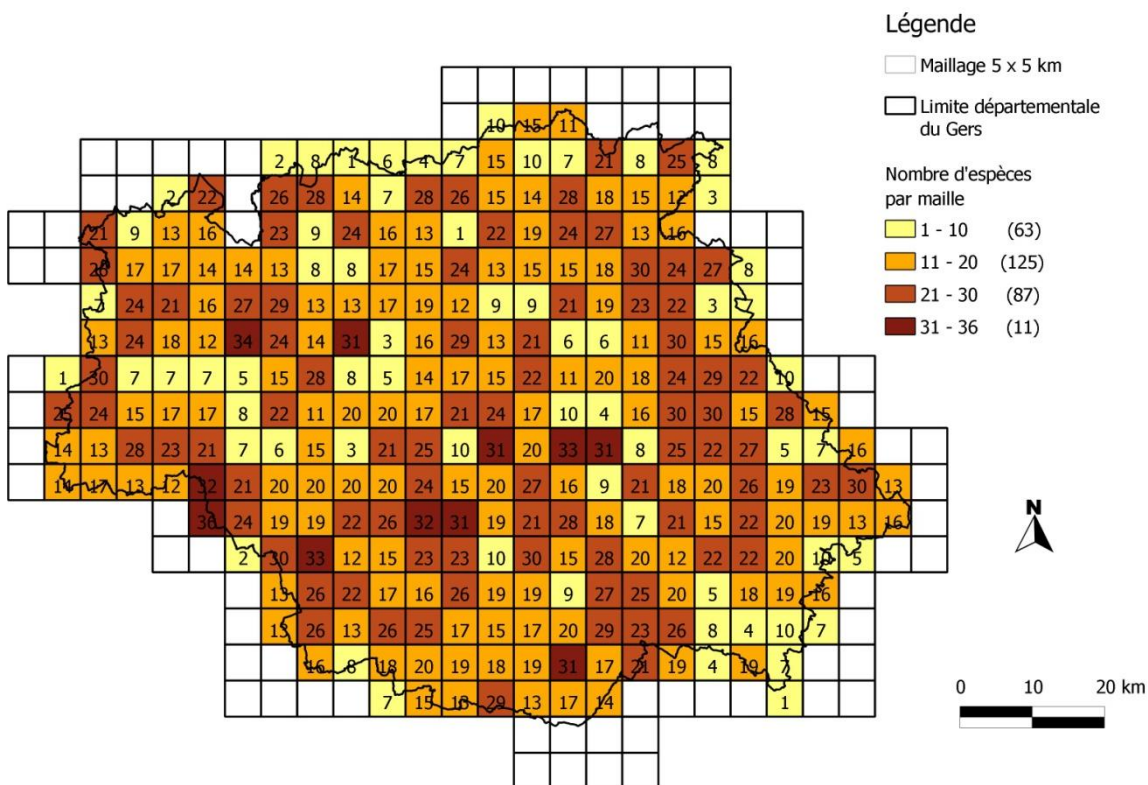 Légende
Maillage 5 x 5 km
Limite départementale
du Gers
Nombre d'espèces
par maille
1 - 10 (63)
11 - 20 (125)
21 - 30 (87)
31 - 36 (11)
10 15 11
2 8 1 6 4 7 15 10 7 21 8 25 8
2 22 26 28 14 7 28 26 15 14 28 18 15 12 3
21 9 13 16 23 9 24 16 13 1 22 19 24 27 13 16
17 17 14 14 13 8 8 17 15 24 13 15 15 18 30 24 27 8
24 21 16 27 29 13 13 17 19 12 9 9 21 19 23 22 3
13 24 18 12 34 24 14 31 3 16 29 13 21 6 6 11 30 15 16
1 30 7 7 7 5 15 28 8 5 14 17 15 22 11 20 18 24 29 22 10
25 24 15 17 17 8 22 11 20 20 17 21 24 17 10 4 16 30 30 15 28 15
14 13 28 23 21 7 6 15 3 21 25 10 31 20 33 31 8 25 22 27 5 7 16
14 17 13 12 32 21 20 20 20 20 24 15 20 27 16 9 21 18 20 26 19 23 30 13
36 24 19 19 22 26 32 31 19 21 28 18 7 21 15 22 20 19 13 16
2 30 33 12 15 23 23 10 30 15 28 20 12 22 22 20 10 5
26 22 17 16 26 19 19 9 27 25 20 5 18 19 16
15 26 13 26 25 17 15 17 20 29 23 26 8 4 10 7
16 8 18 20 19 18 19 31 17 21 19 4 19 7
7 15 13 29 13 17 14 1
N
0 10 20 km